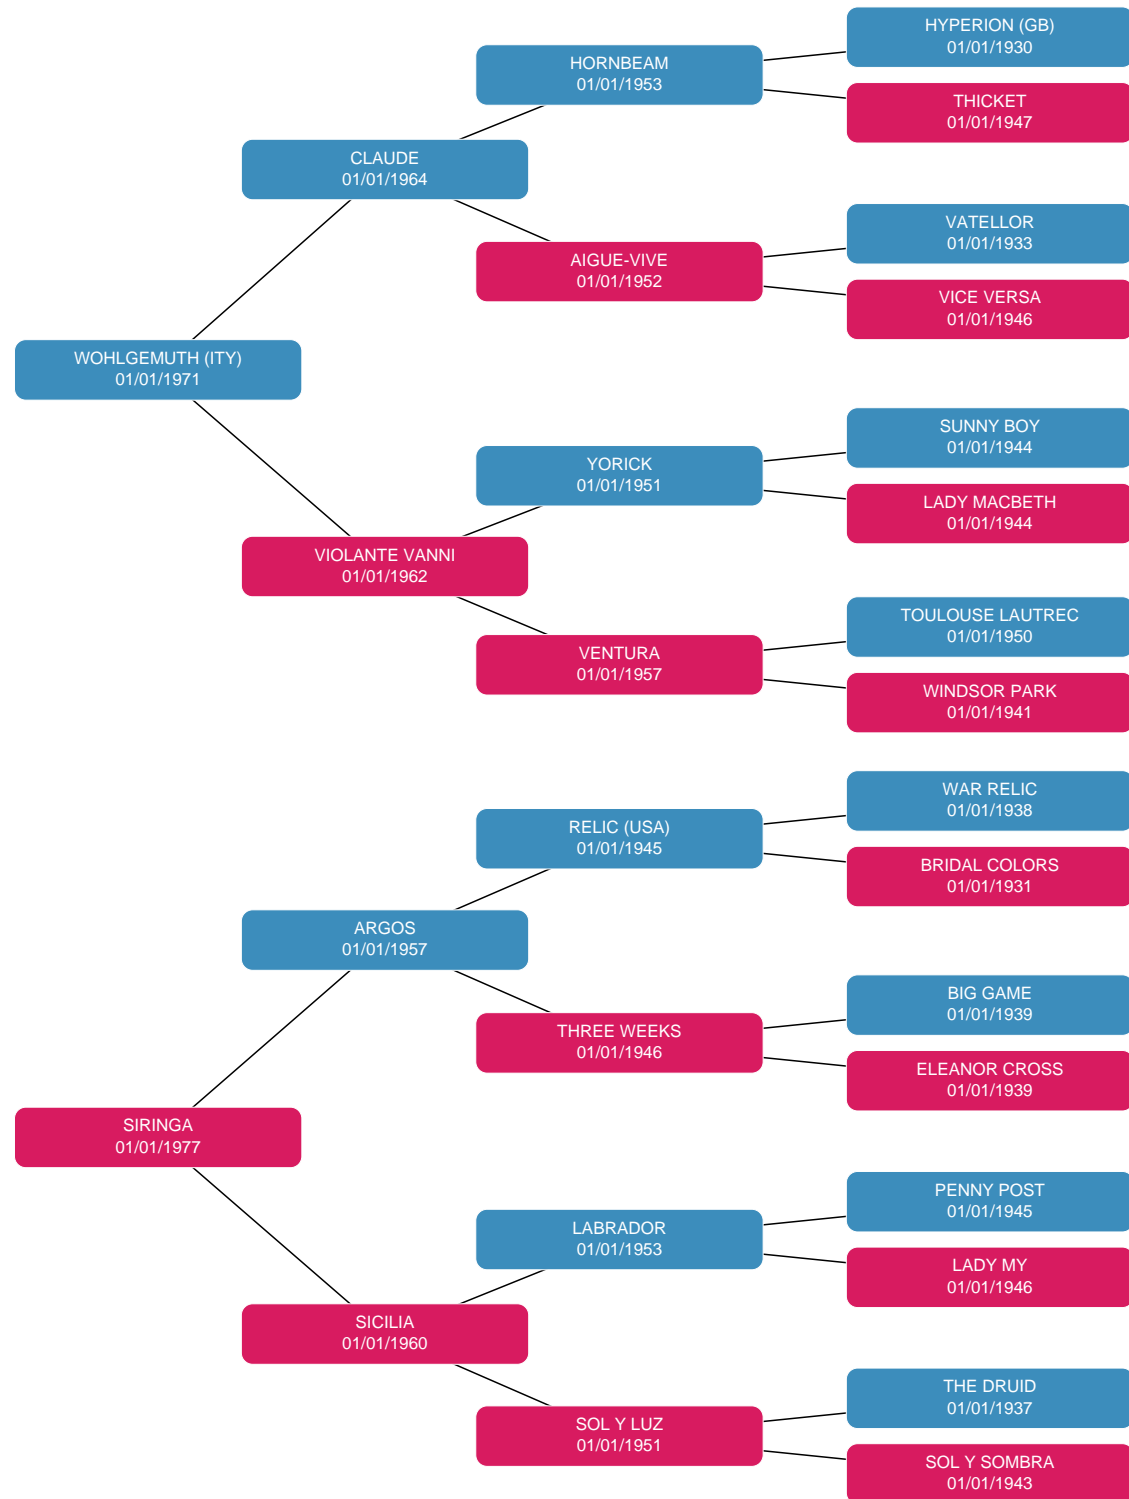 HYPERION (GB)
01/01/1930
HORNBEAM
01/01/1953
THICKET
01/01/1947
CLAUDE
01/01/1964
VATELLOR
01/01/1933
AIGUE-VIVE
01/01/1952
VICE VERSA
01/01/1946
WOHLGEMUTH (ITY)
01/01/1971
SUNNY BOY
01/01/1944
YORICK
01/01/1951
LADY MACBETH
01/01/1944
VIOLANTE VANNI
01/01/1962
TOULOUSE LAUTREC
01/01/1950
VENTURA
01/01/1957
WINDSOR PARK
01/01/1941
WAR RELIC
01/01/1938
RELIC (USA)
01/01/1945
BRIDAL COLORS
01/01/1931
ARGOS
01/01/1957
BIG GAME
01/01/1939
THREE WEEKS
01/01/1946
ELEANOR CROSS
01/01/1939
SIRINGA
01/01/1977
PENNY POST
01/01/1945
LABRADOR
01/01/1953
LADY MY
01/01/1946
SICILIA
01/01/1960
THE DRUID
01/01/1937
SOL Y LUZ
01/01/1951
SOL Y SOMBRA
01/01/1943